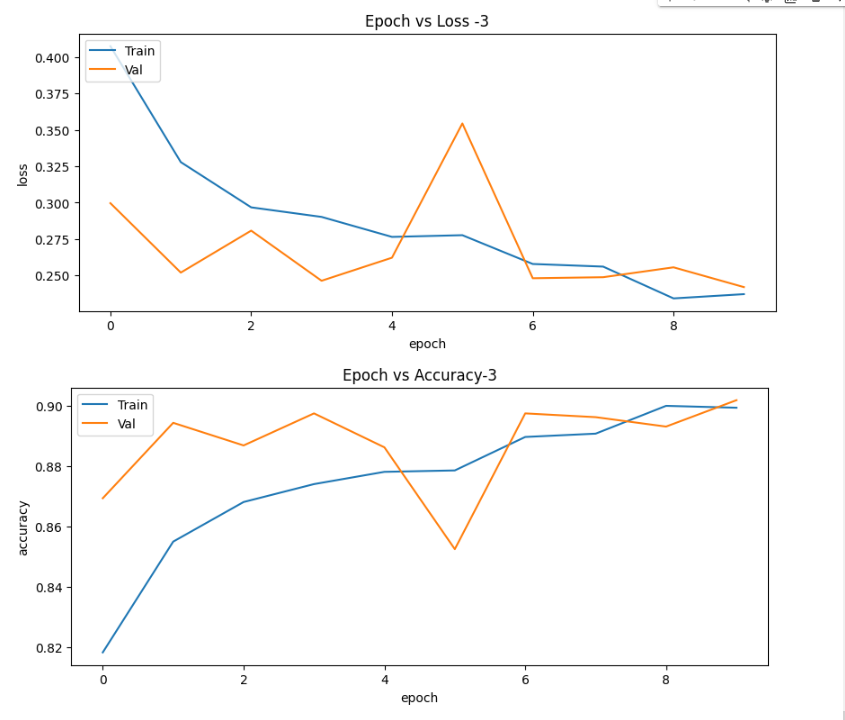 Epoch vs Loss -3
Train
Val
0.400
0.375
0.350
0.325
0.300
0.275
0.250
loss
0 2 4 6 8
epoch
Epoch vs Accuracy-3
Train
Val
0.90
0.88
0.86
0.84
0.82
accuracy
0 2 4 6 8
epoch